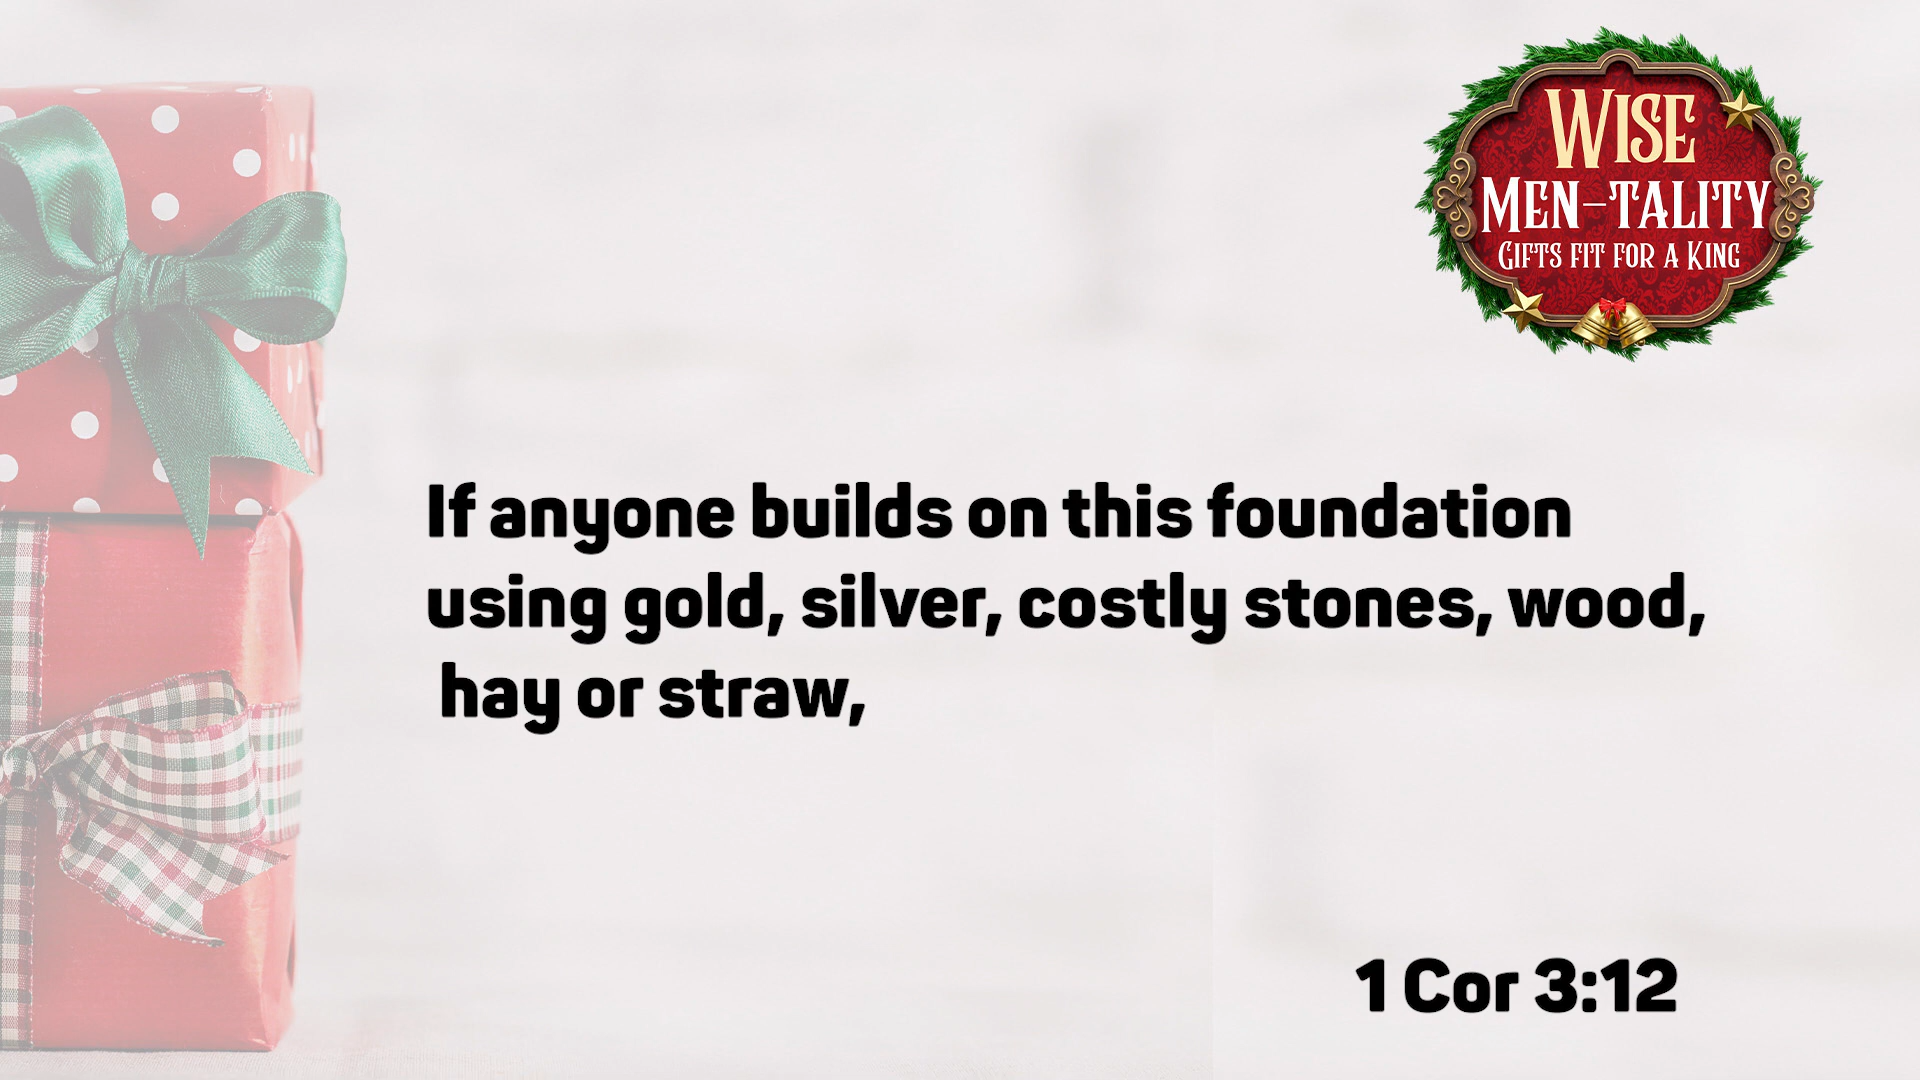 WISE
MEN-TALITY
GIFTS FIT FOR A KING
If anyone builds on this foundation
using gold, silver, costly stones, wood,
hay or straw,
1 Cor 3:12